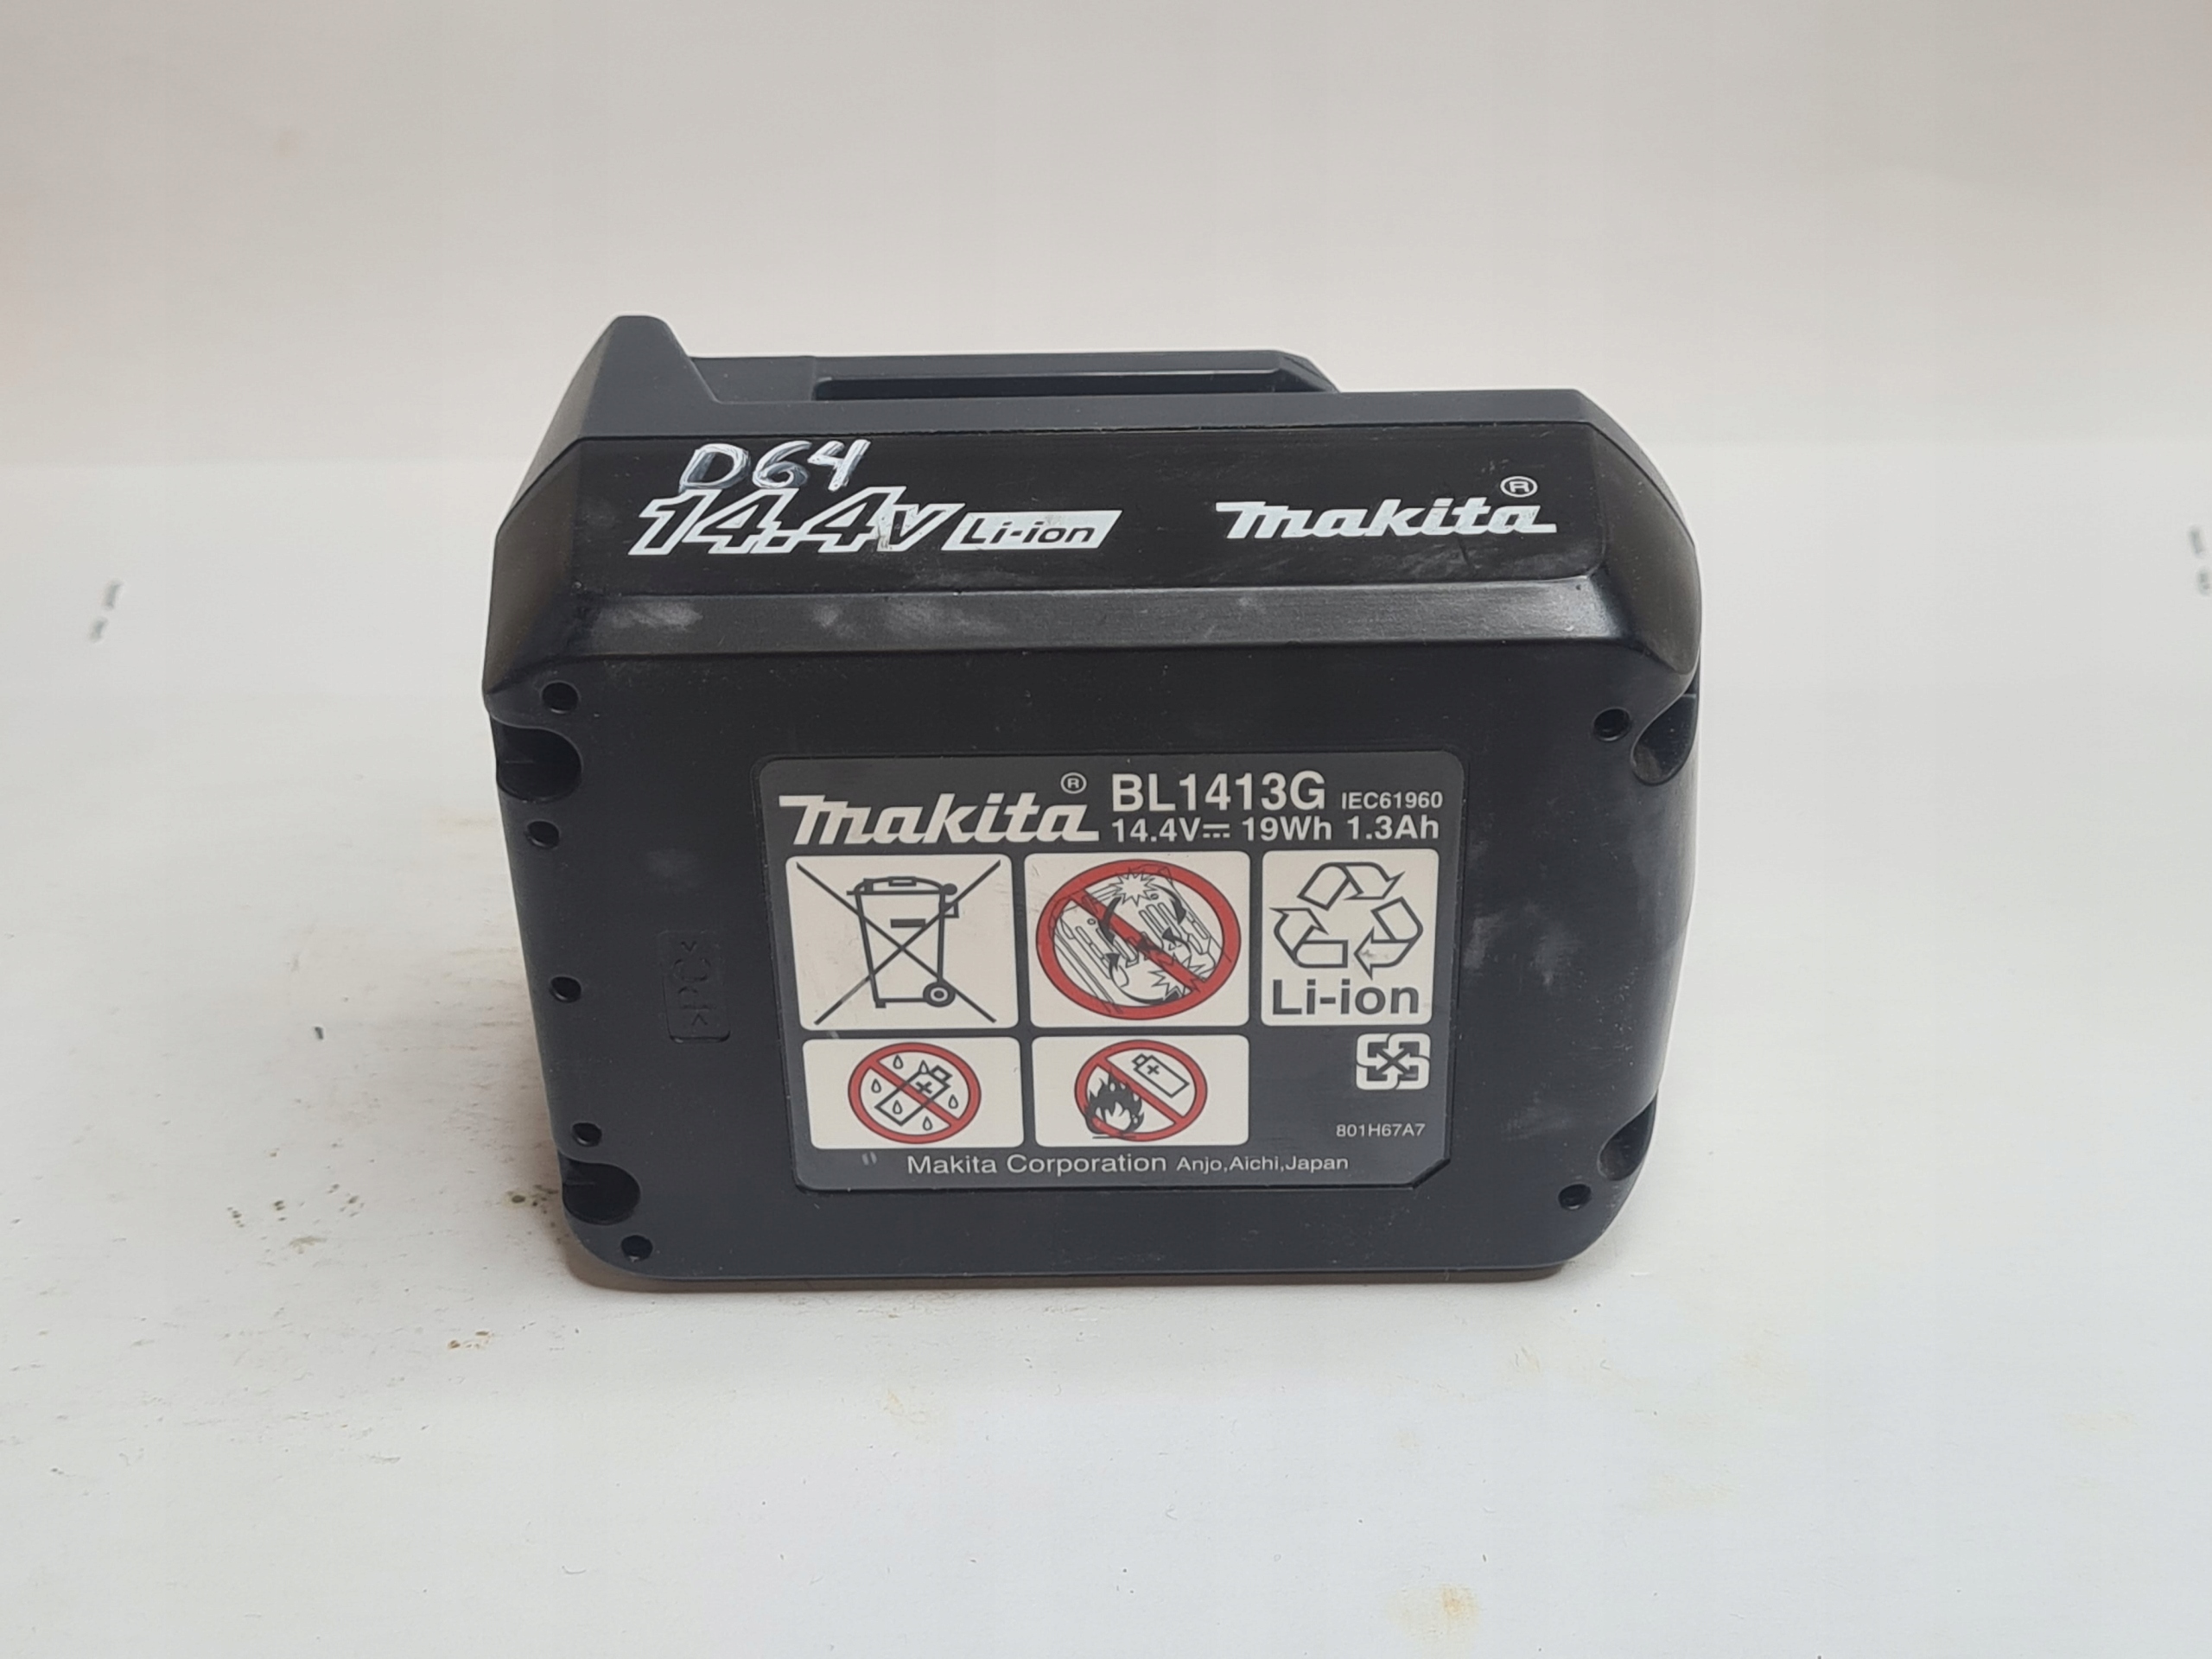 D64
14.4V Li-ion makita®
makita® BL1413G IEC61960
14.4V⎓ 19Wh 1.3Ah
Li-ion
>PC<
801H67A7
Makita Corporation Anjo,Aichi,Japan